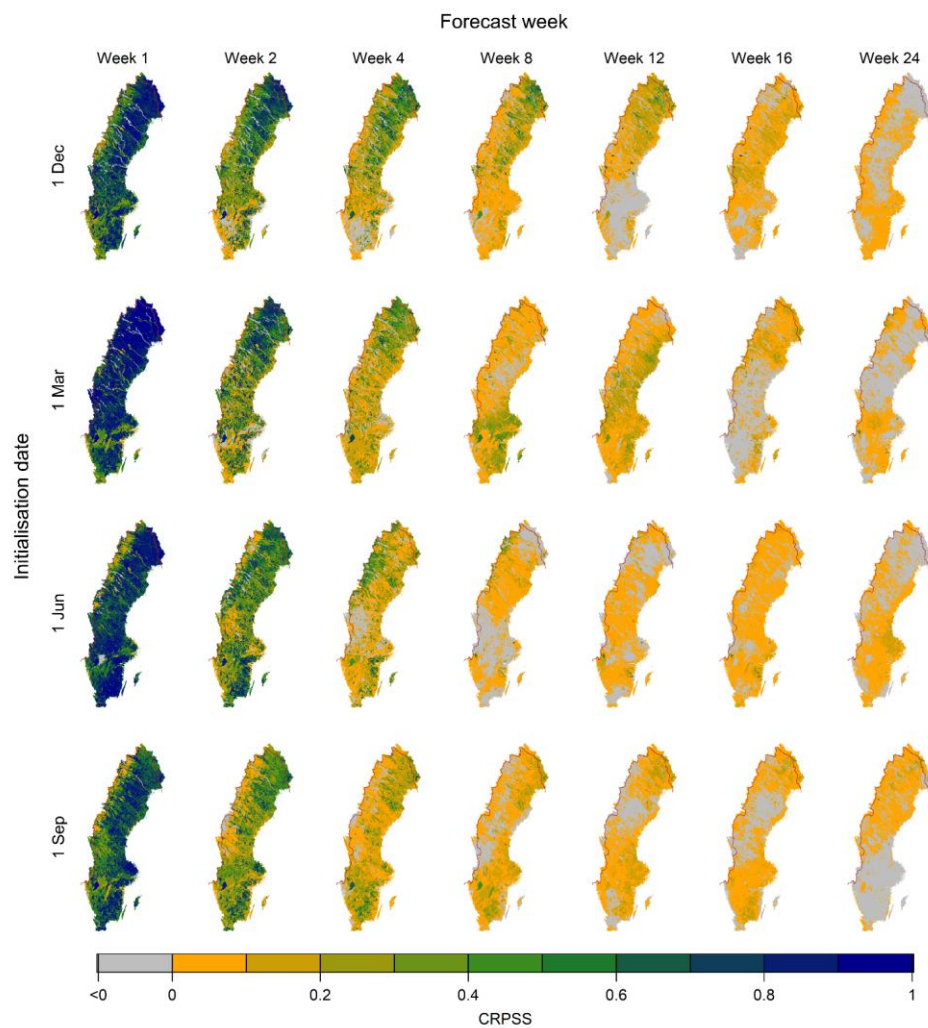 Forecast week
Week 1 Week 2 Week 4 Week 8 Week 12 Week 16 Week 24
Initialisation date
1 Dec
1 Mar
1 Jun
1 Sep
<0 0 0.2 0.4 0.6 0.8 1
CRPSS